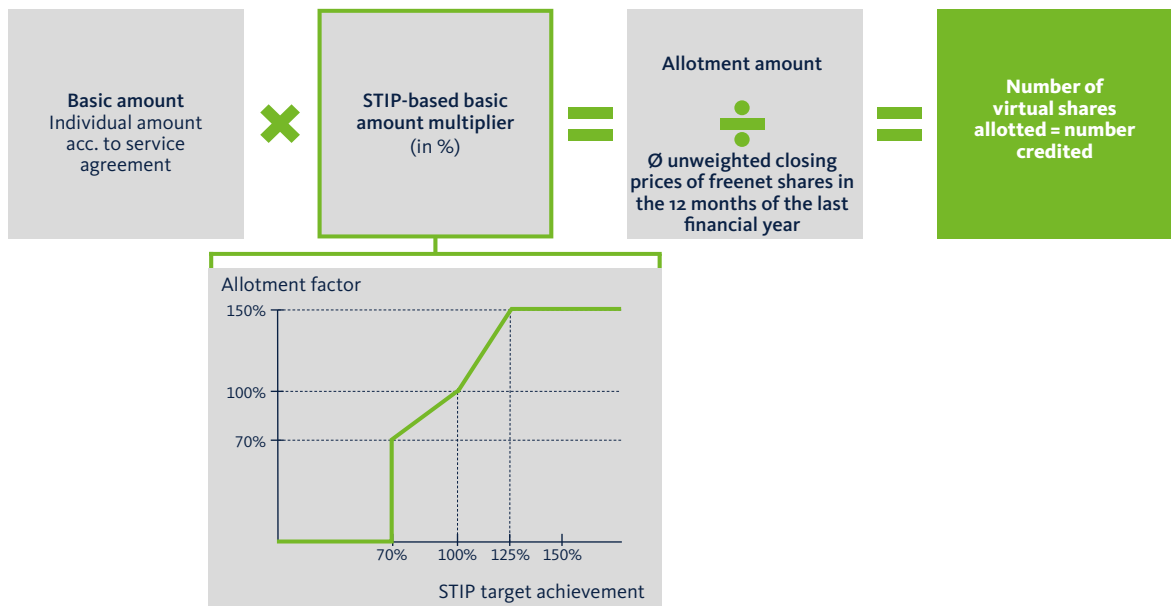 Basic amount
Individual amount
acc. to service
agreement
STIP-based basic
amount multiplier
(in %)
Allotment amount
Ø unweighted closing
prices of freenet shares in
the 12 months of the last
financial year
Number of
virtual shares
allotted = number
credited
Allotment factor
150%
100%
70%
70% 100% 125% 150%
STIP target achievement